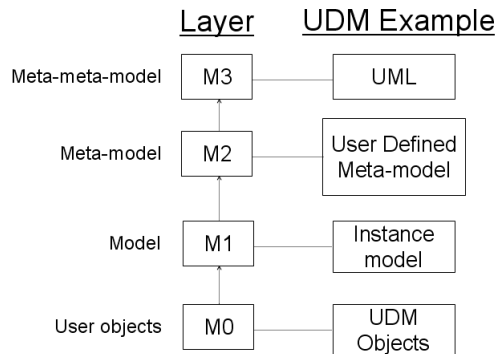 Layer UDM Example
Meta-meta-model M3 UML
Meta-model M2 User Defined
Meta-model
Model M1 Instance
model
User objects M0 UDM
Objects